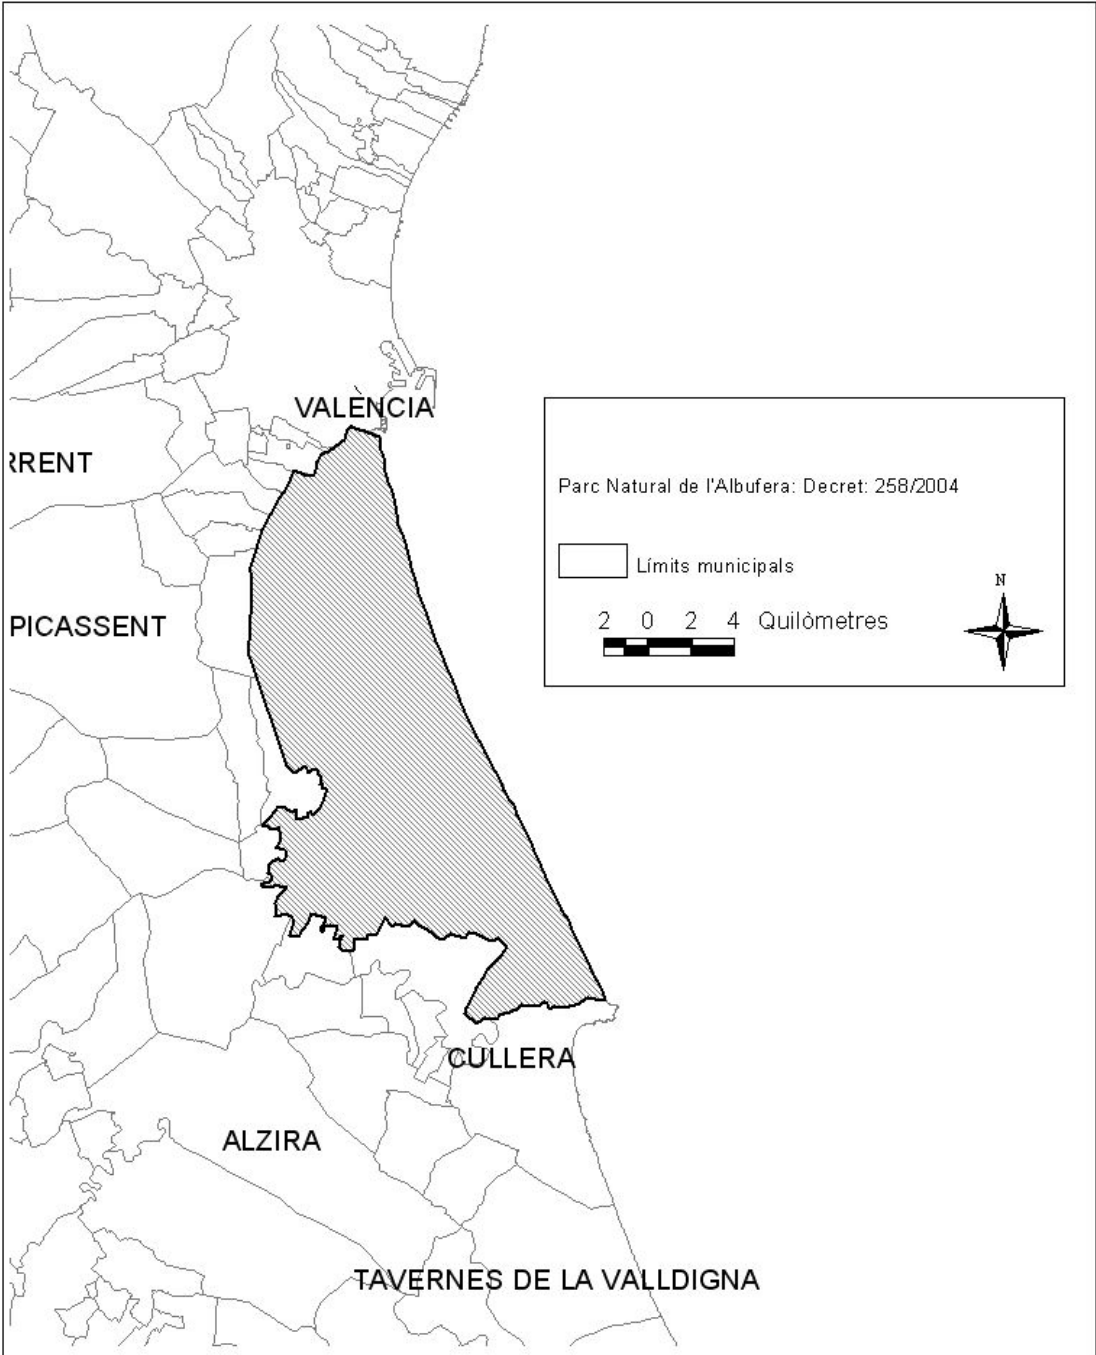 VALÈNCIA
RRENT
Parc Natural de l'Albufera: Decret: 258/2004
Límits municipals
N
2 0 2 4 Quilòmetres
PICASSENT
CULLERA
ALZIRA
TAVERNES DE LA VALLDIGNA